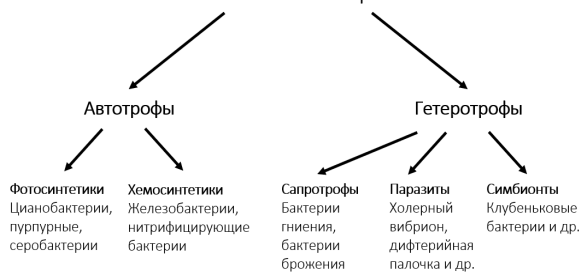 Автотрофы
Гетеротрофы
Фотосинтетики
Цианобактерии,
пурпурные,
серобактерии
Хемосинтетики
Железобактерии,
нитрифицирующие
бактерии
Сапротрофы
Бактерии
гниения,
бактерии
брожения
Паразиты
Холерный
вибрион,
дифтерийная
палочка и др.
Симбионты
Клубеньковые
бактерии и др.